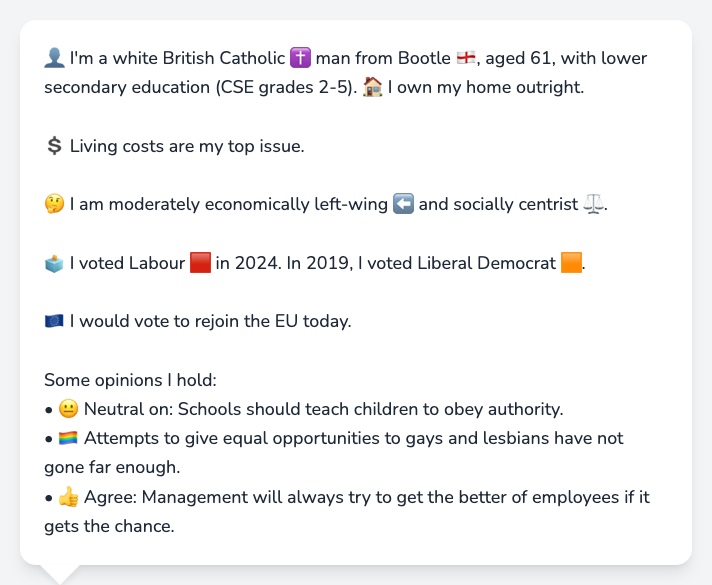 👤 I'm a white British Catholic ✝️ man from Bootle 🏴󠁧󠁢󠁥󠁮󠁧󠁿, aged 61, with lower
secondary education (CSE grades 2-5). 🏠 I own my home outright.
💲 Living costs are my top issue.
🤔 I am moderately economically left-wing ⬅️ and socially centrist ⚖️.
🗳️ I voted Labour 🟥 in 2024. In 2019, I voted Liberal Democrat 🟧.
🇪🇺 I would vote to rejoin the EU today.
Some opinions I hold:
• 😐 Neutral on: Schools should teach children to obey authority.
• 🏳️‍🌈 Attempts to give equal opportunities to gays and lesbians have not
gone far enough.
• 👍 Agree: Management will always try to get the better of employees if it
gets the chance.